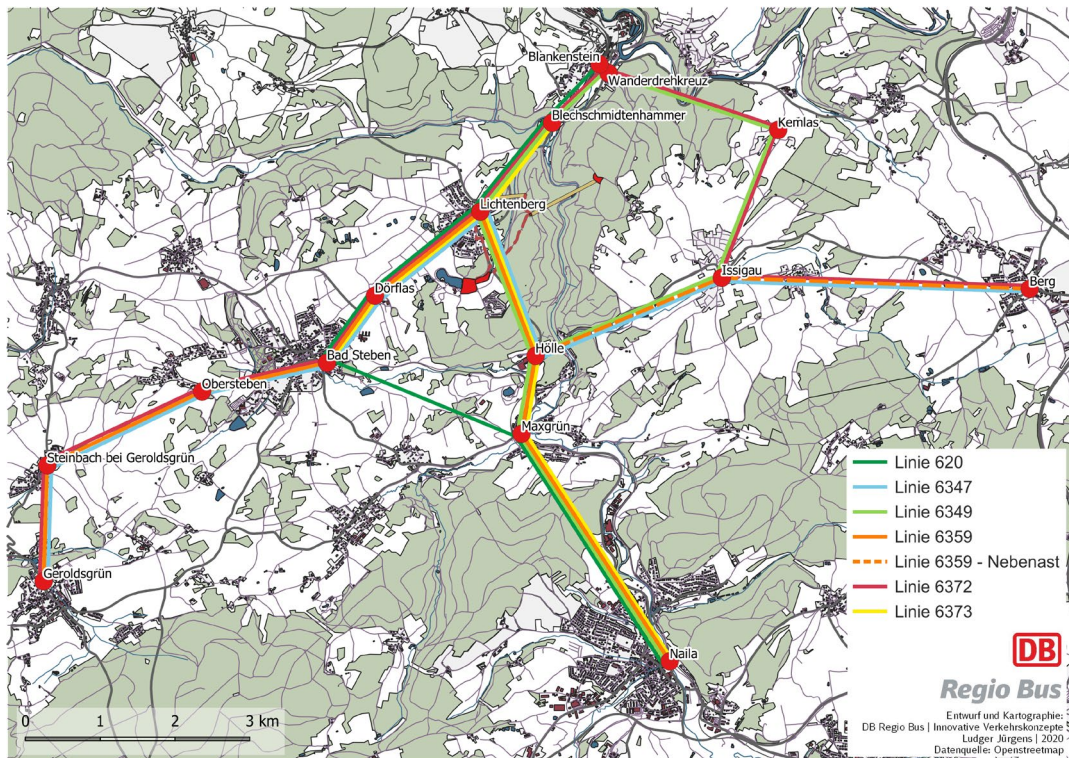 Blankenstein
Wanderdrehkreuz
Blechschmidtenhammer
Kemlas
Lichtenberg
Issigau
Berg
Dörflas
Hölle
Bad Steben
Obersteben
Maxgrün
Steinbach bei Geroldsgrün
Geroldsgrün
Naila
Linie 620
Linie 6347
Linie 6349
Linie 6359
Linie 6359 - Nebenast
Linie 6372
Linie 6373
DB
Regio Bus
Entwurf und Kartographie:
DB Regio Bus | Innovative Verkehrskonzepte
Ludger Jürgens | 2020
Datenquelle: Openstreetmap
0 1 2 3 km